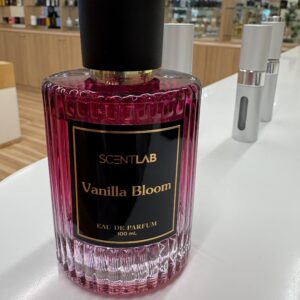 SCENTLAB
Vanilla Bloom
EAU DE PARFUM
100 mL